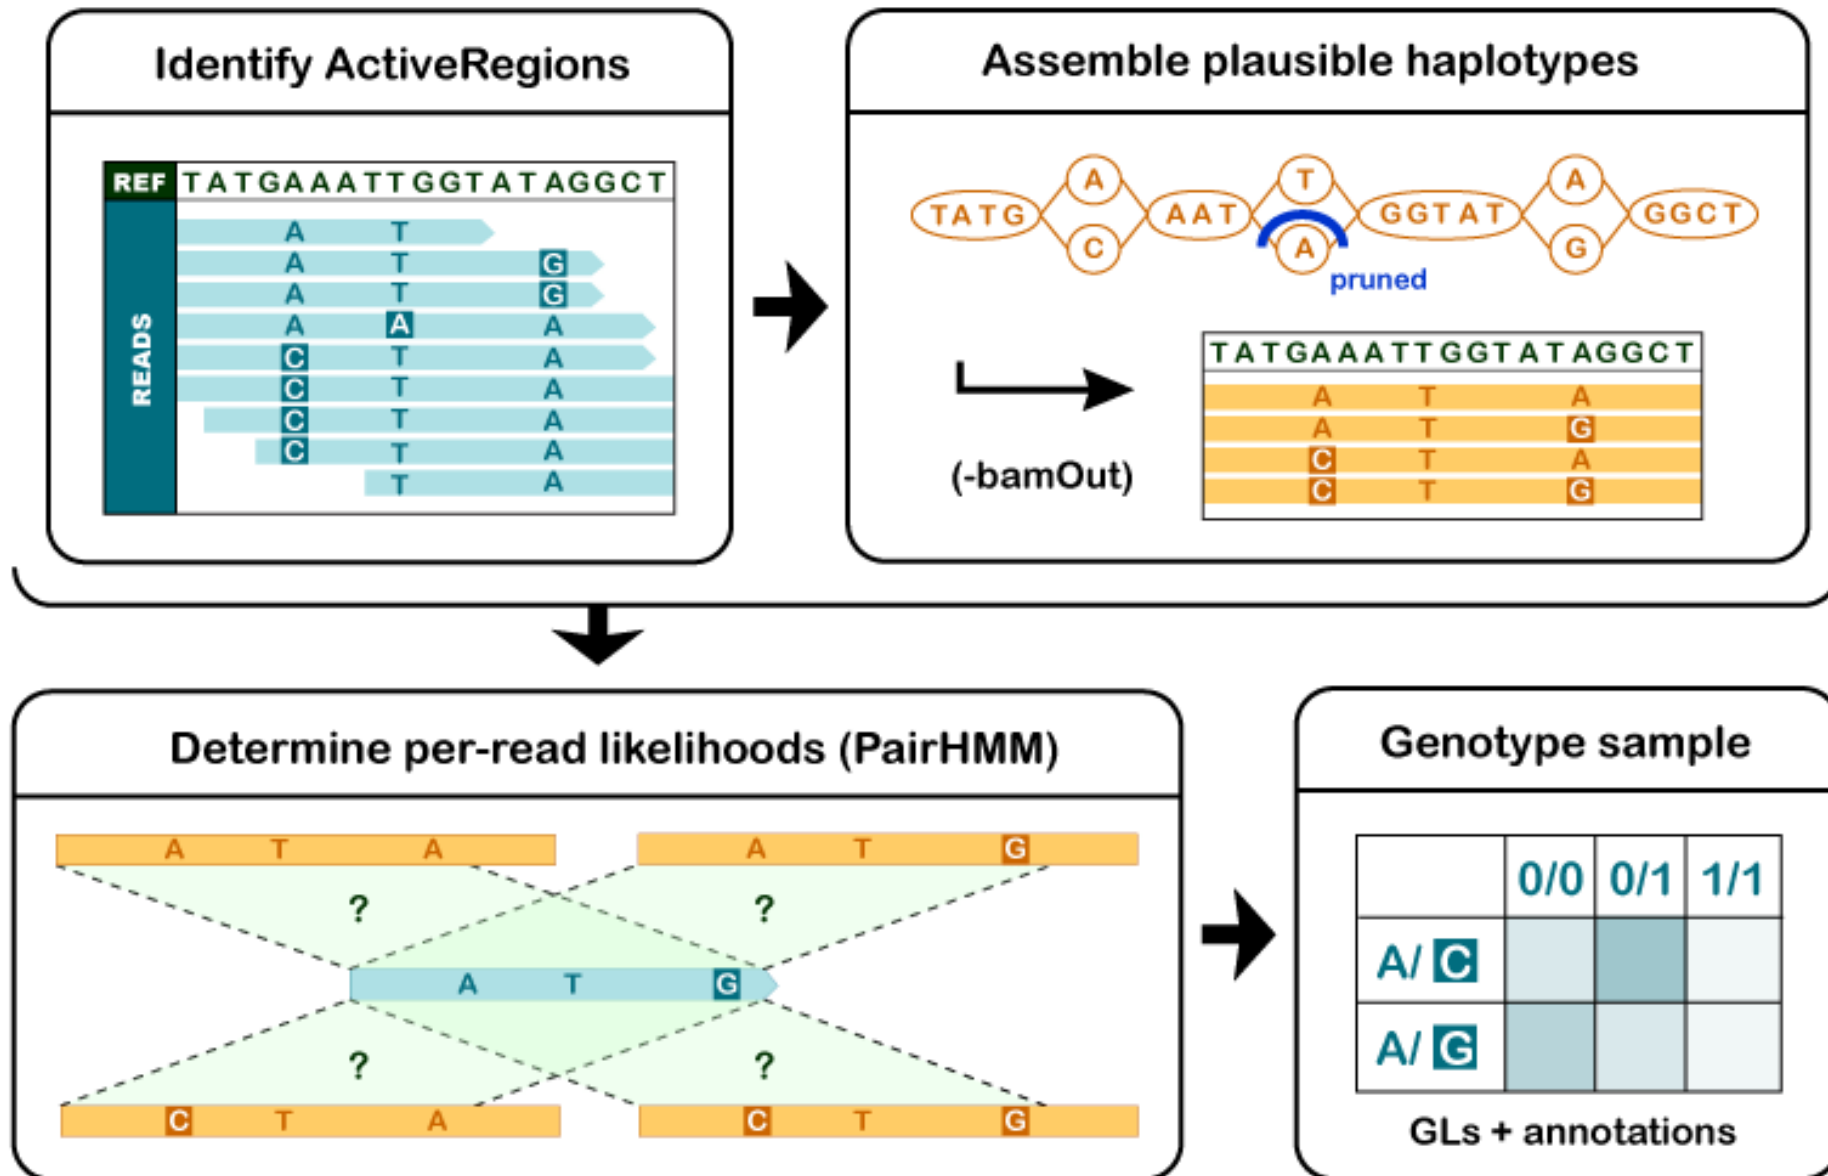 Identify ActiveRegions
REF TATGAAATTGGTATAGGCT
READS
A T
A T G
A T G
A A A
C T A
C T A
C T A
C T A
T A
Assemble plausible haplotypes
A T A
TATG AAT GGTAT GGCT
C A G
pruned
(-bamOut)
TATGAAATTGGTATAGGCT
A T A
A T G
C T A
C T G
Determine per-read likelihoods (PairHMM)
A T A A T G
? ?
A T G
? ?
C T A C T G
Genotype sample
0/0 0/1 1/1
A/ C
A/ G
GLs + annotations